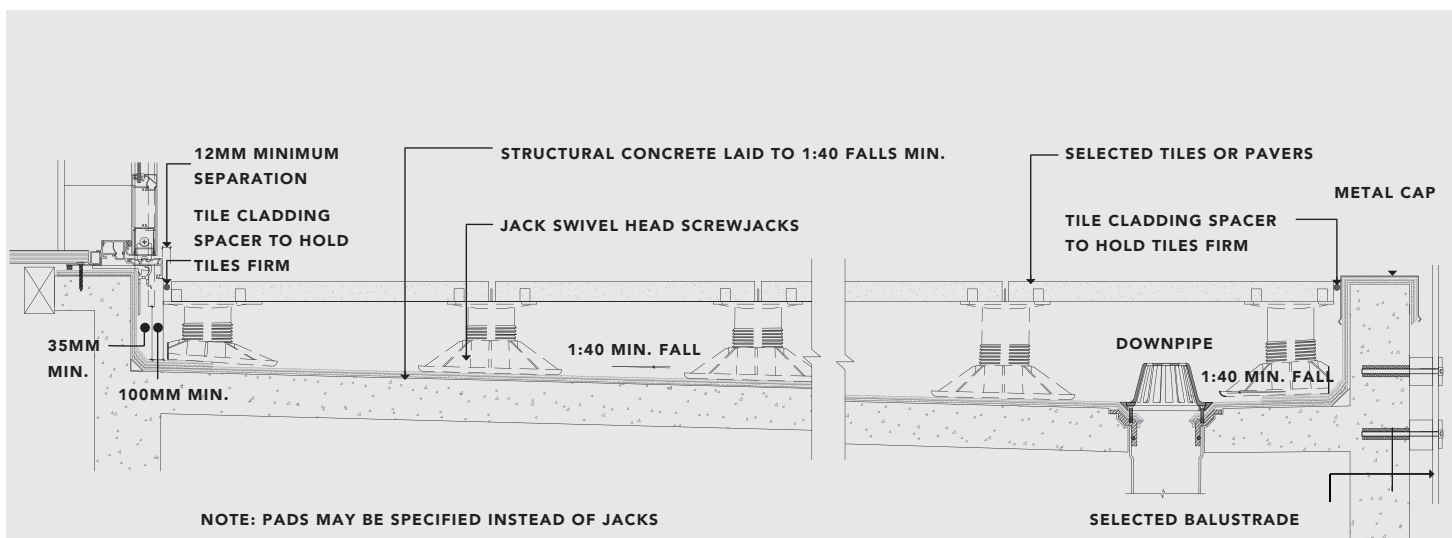 12MM MINIMUM
SEPARATION
TILE CLADDING
SPACER TO HOLD
TILES FIRM
STRUCTURAL CONCRETE LAID TO 1:40 FALLS MIN.
JACK SWIVEL HEAD SCREWJACKS
SELECTED TILES OR PAVERS
METAL CAP
TILE CLADDING SPACER
TO HOLD TILES FIRM
35MM
MIN.
100MM MIN.
1:40 MIN. FALL
DOWNPIPE
1:40 MIN. FALL
NOTE: PADS MAY BE SPECIFIED INSTEAD OF JACKS
SELECTED BALUSTRADE